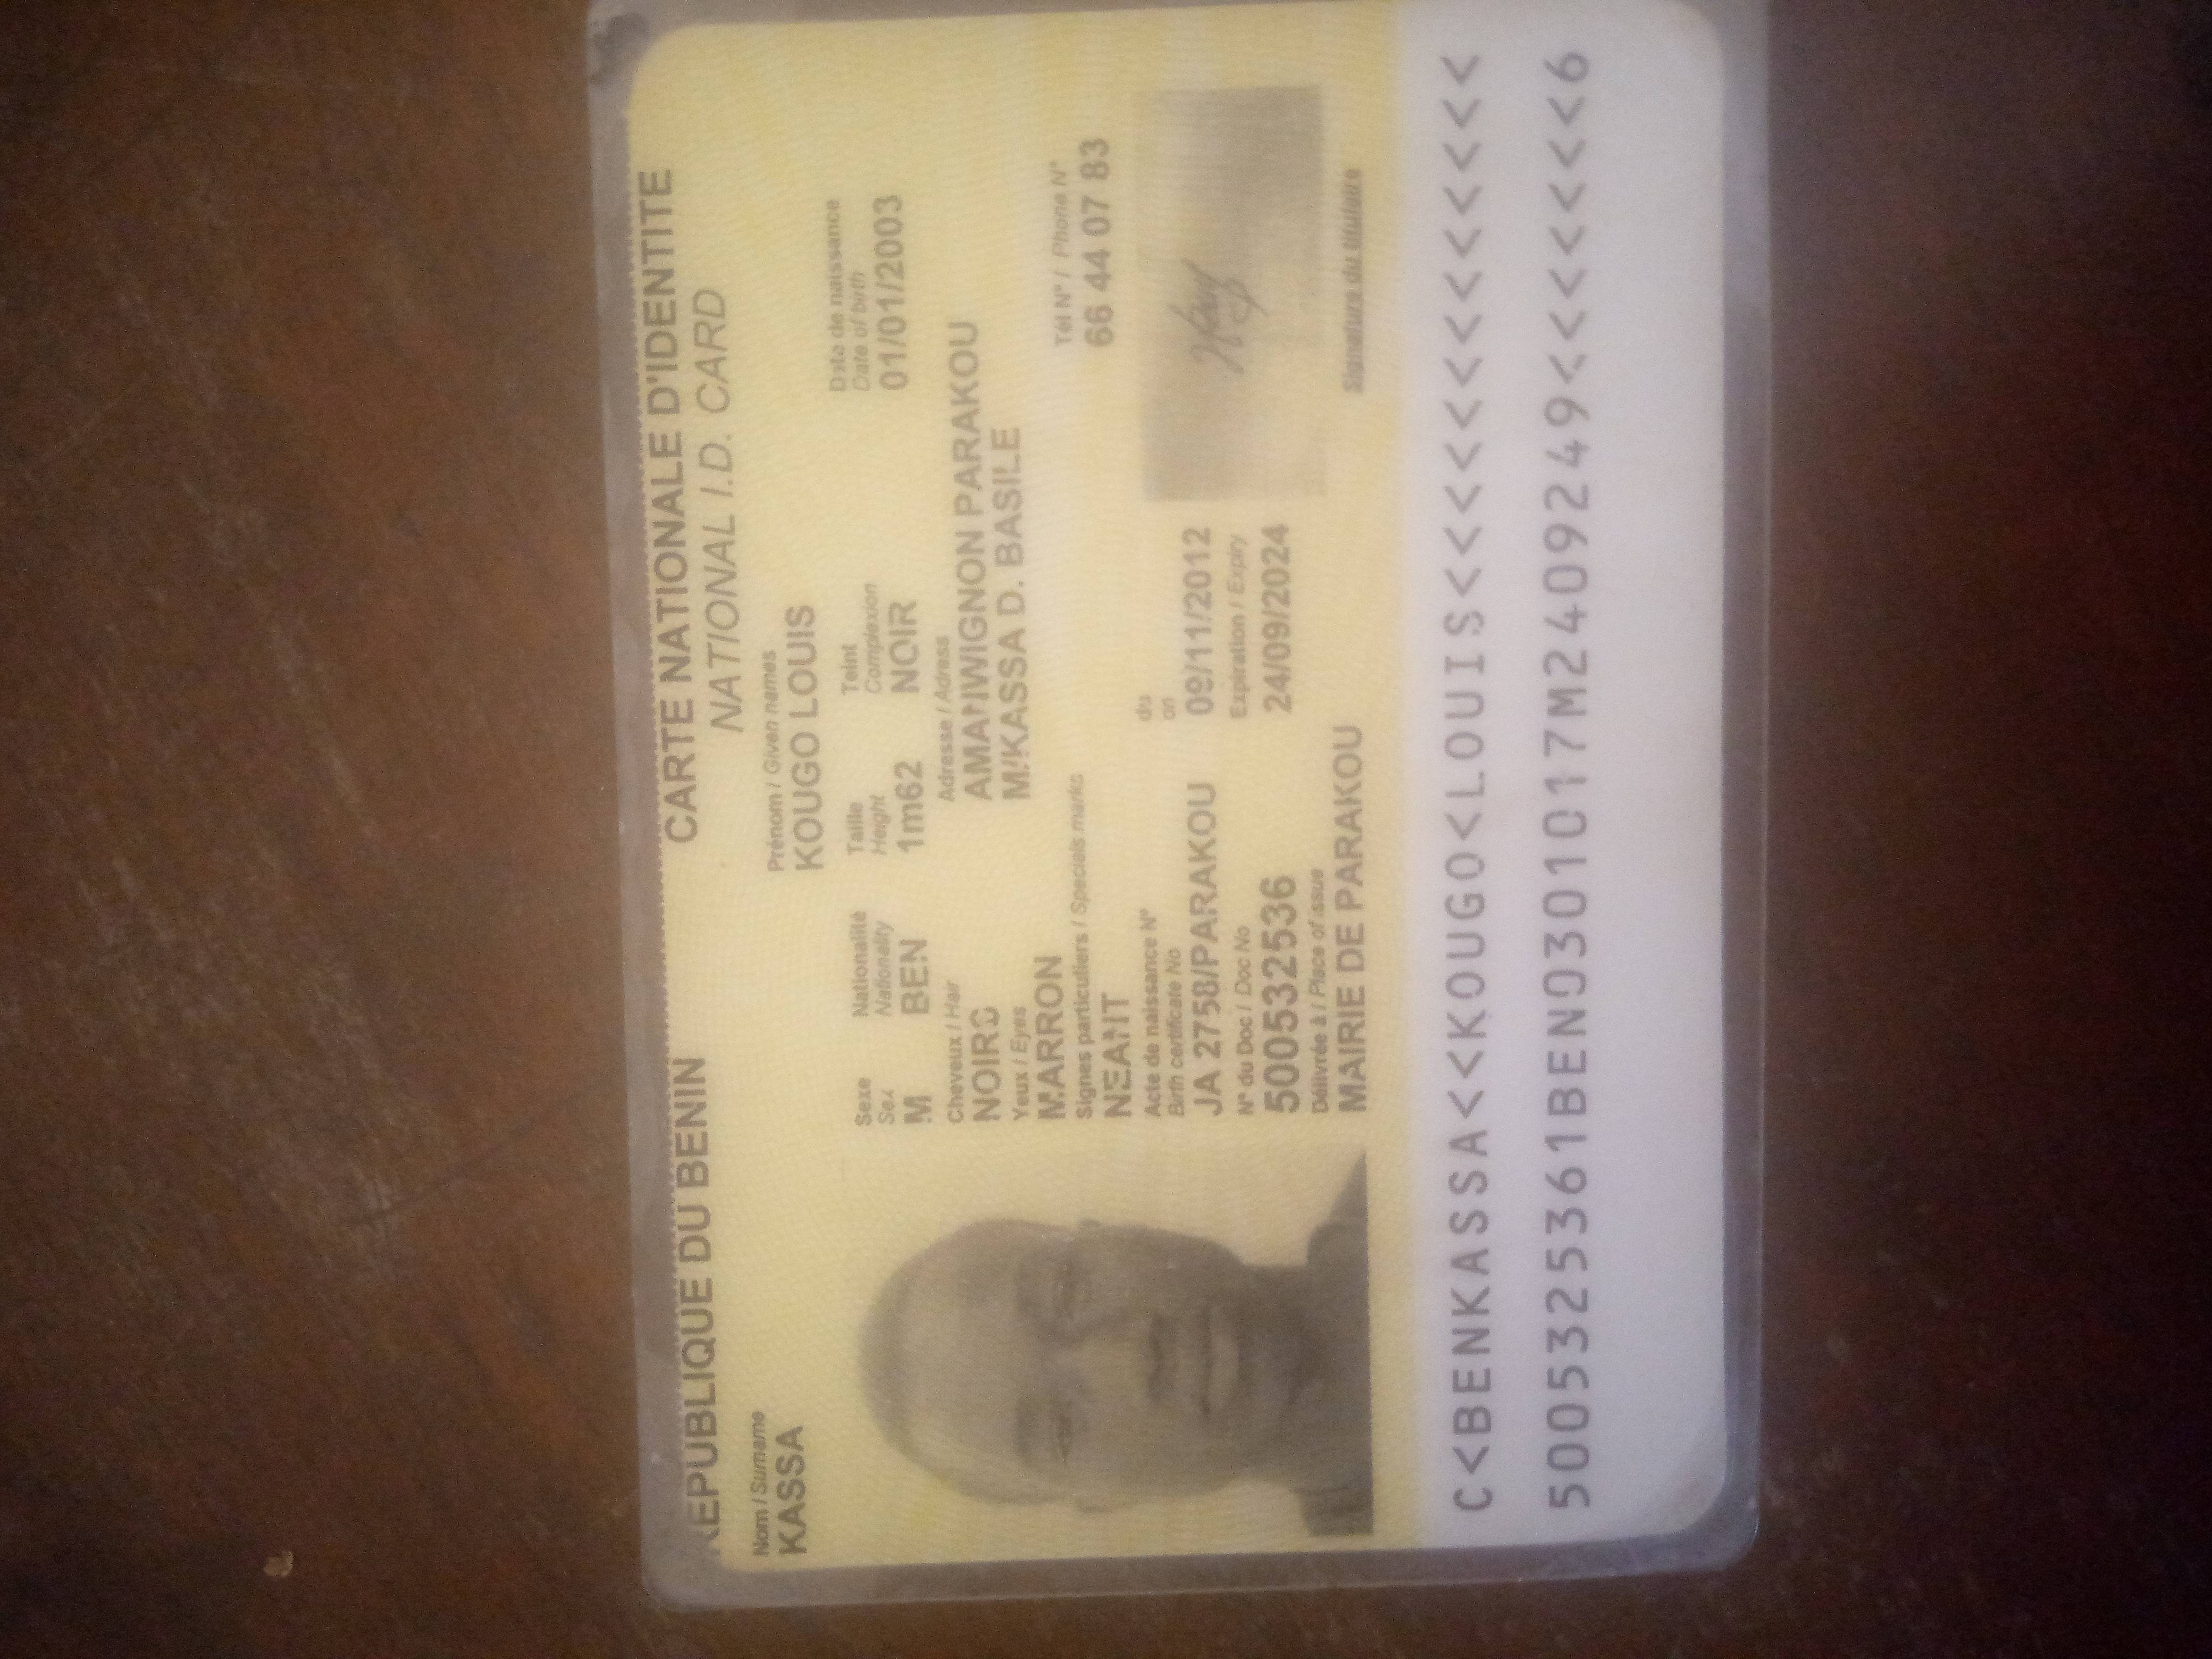 REPUBLIQUE DU BENIN
CARTE NATIONALE D'IDENTITE
NATIONAL I.D. CARD
Nom / Surname
KASSA
Prénom / Given names
KOUGO LOUIS
Sexe
Sex
M
Nationalité
Nationality
BEN
Taille
Height
1m62
Teint
Complexion
NOIR
Date de naissance
Date of birth
01/01/2003
Cheveux / Hair
NOIRS
Adresse / Adress
AMANWIGNON PARAKOU
M/KASSA D. BASILE
Yeux / Eyes
MARRON
Signes particuliers / Specials marks
NEANT
Tél N° / Phone N°
66 44 07 83
Acte de naissance N°
Birth certificate No
JA 2758/PARAKOU
du
on
09/11/2012
N° du Doc / Doc No
5005325​36
Expiration / Expiry
24/09/2024
Délivrée à / Place of issue
MAIRIE DE PARAKOU
Signature du titulaire
C<BENKASSA<<KOUGO<LOUIS<<<<<<<<<<<<<
5005325361BEN0301017M2409249<<<<<<<6